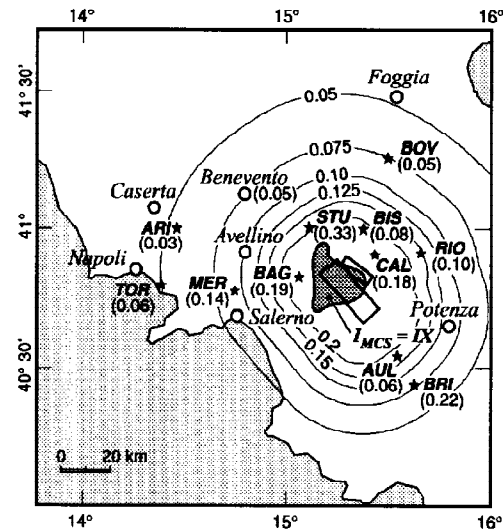 14°
15°
16°
41° 30'
41°
40° 30'
Foggia
0.05
BOV
(0.05)
0.075
0.10
0.125
Benevento
(0.05)
Caserta
ARI
(0.03)
STU
(0.33)
BIS
(0.08)
Avellino
RIO
(0.10)
Napoli
CAL
(0.18)
BAG
(0.19)
TOR
(0.06)
MER
(0.14)
Potenza
Salerno
I_MCS = IX
0.2
0.15
AUL
(0.06)
BRI
(0.22)
0 20 km
14°
15°
16°